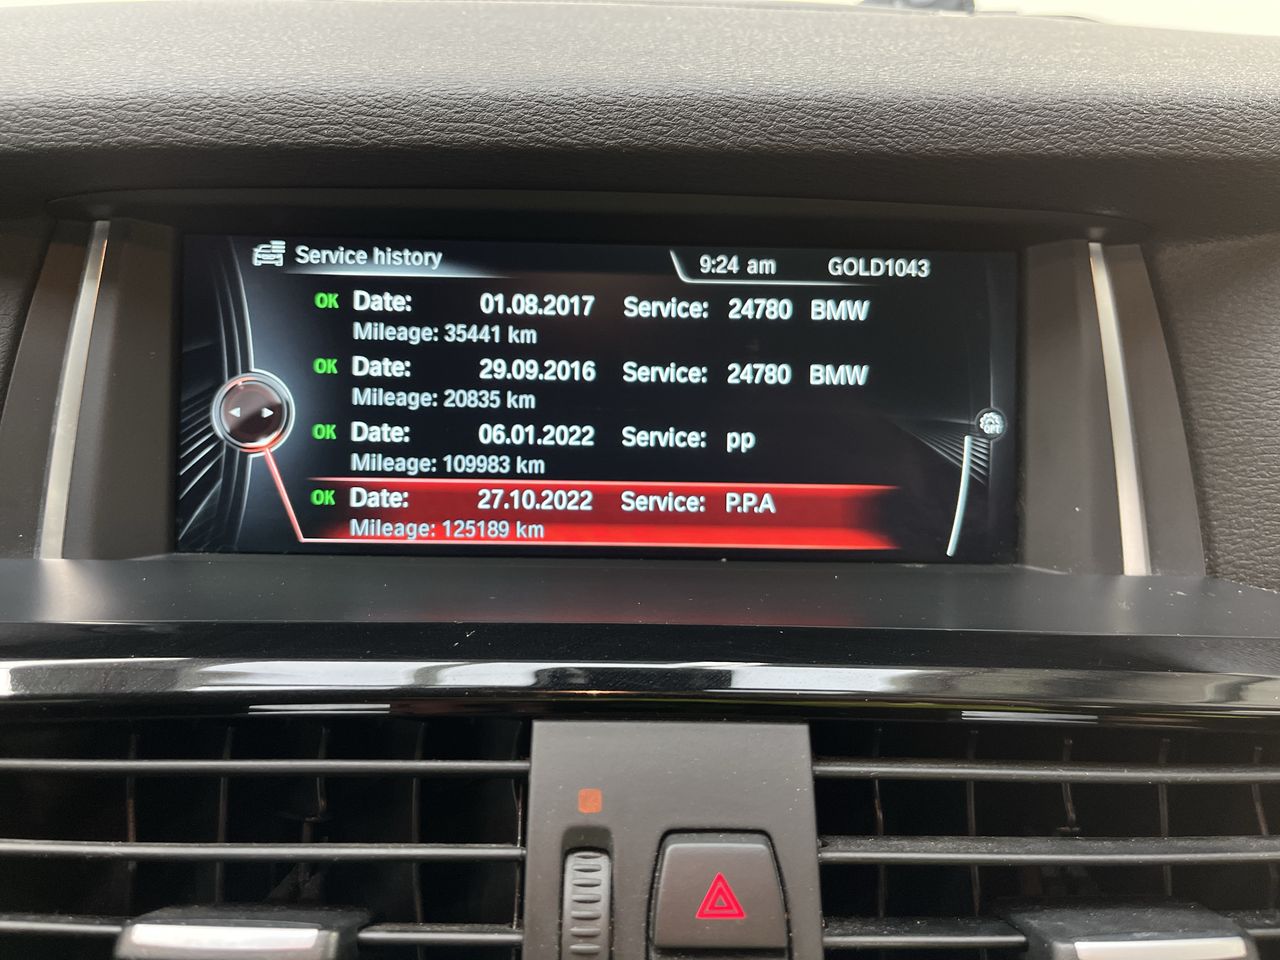 Service history 9:24 am GOLD1043
OK Date: 01.08.2017 Service: 24780 BMW
Mileage: 35441 km
OK Date: 29.09.2016 Service: 24780 BMW
Mileage: 20835 km
OK Date: 06.01.2022 Service: pp
Mileage: 109983 km
OK Date: 27.10.2022 Service: P.P.A
Mileage: 125189 km
OPT